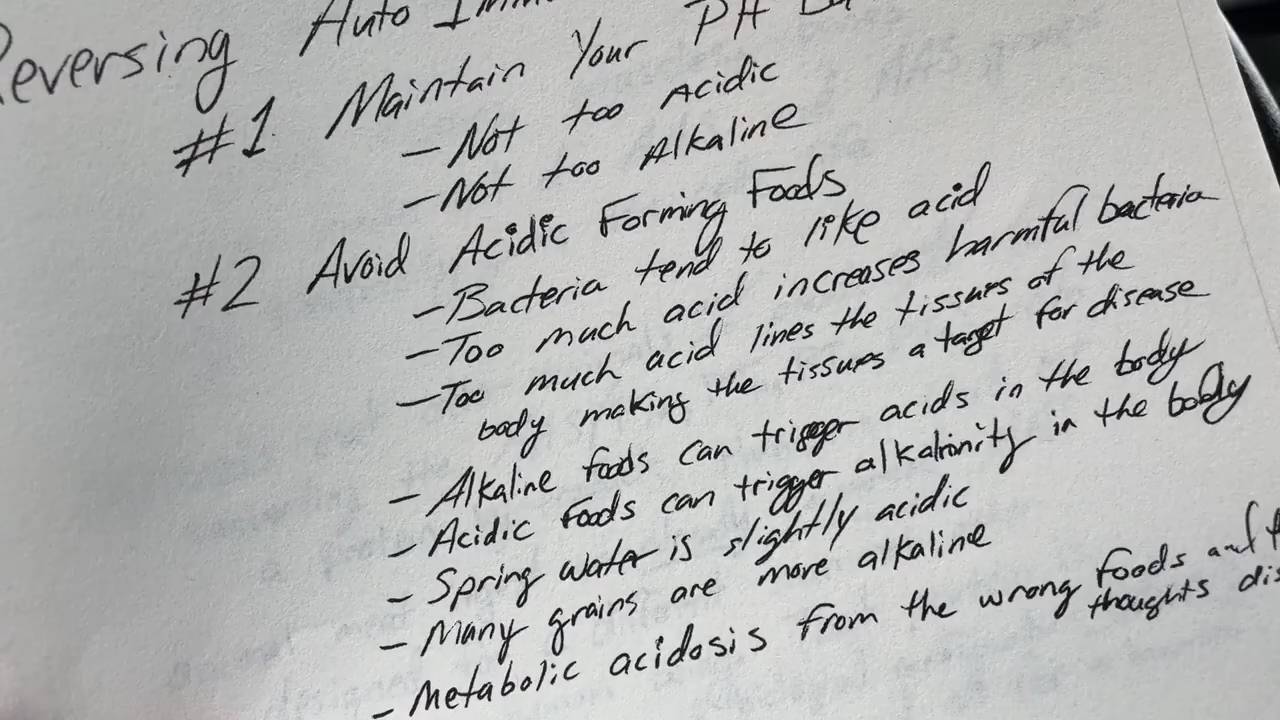 Reversing Auto
#1 Maintain Your PH
- Not too Acidic
- Not too Alkaline
#2 Avoid Acidic Forming Foods
- Bacteria tend to like acid
- Too much acid increases harmful bacteria
- Too much acid lines the tissues of the
body making the tissues a target for disease
- Alkaline foods can trigger acids in the body
- Acidic foods can trigger alkalinity in the body
- Spring water is slightly acidic
- Many grains are more alkaline
- Metabolic acidosis from the wrong foods and
thoughts